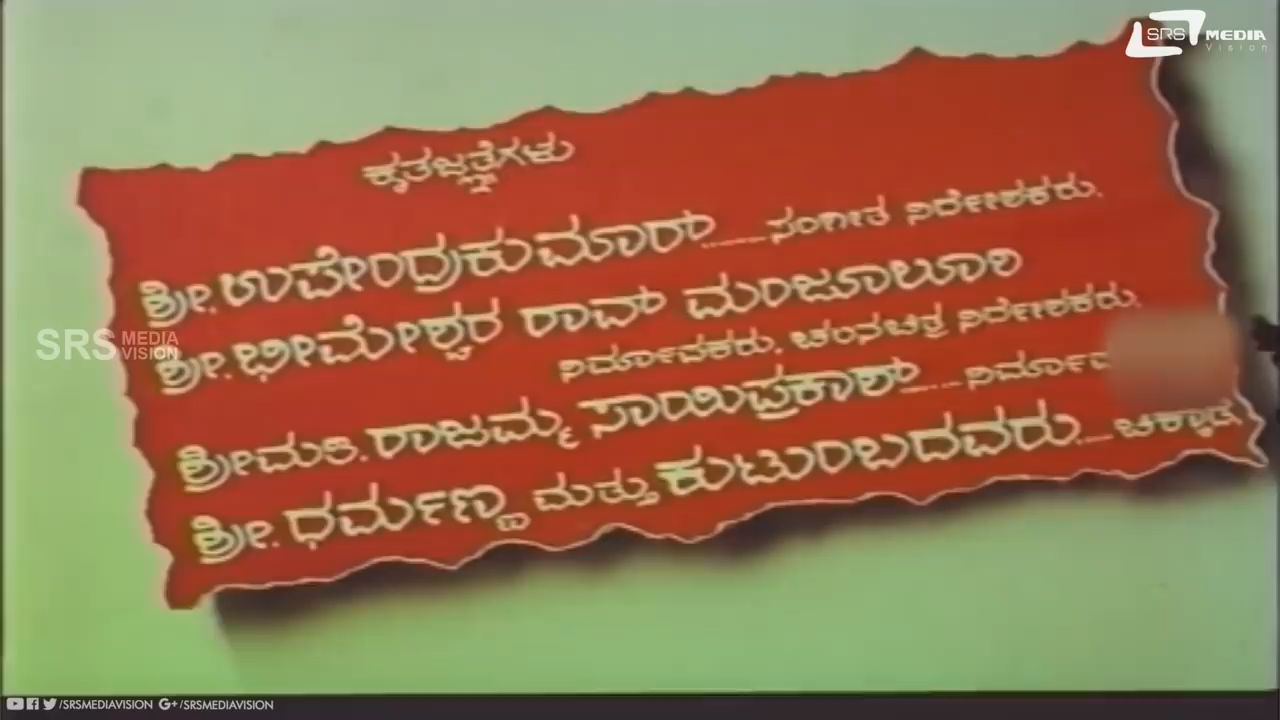 SRS MEDIA
Vision
ಕೃತಜ್ಞತೆಗಳು
ಶ್ರೀ. ಉಪೇಂದ್ರಕುಮಾರ್........ ಸಂಗೀತ ನಿರ್ದೇಶಕರು.
ಶ್ರೀ. ಭೀಮೇಶ್ವರ ರಾವ್ ಮಂಜೂಲೂರಿ
ನಿರ್ಮಾಪಕರು, ಚಲನಚಿತ್ರ ನಿರ್ದೇಶಕರು.
ಶ್ರೀಮತಿ. ರಾಜಮ್ಮ ಸಾಯಿಪ್ರಕಾಶ್......
ಶ್ರೀ. ಧರ್ಮಣ್ಣ ಮತ್ತು ಕುಟುಂಬದವರು.....
SRS MEDIA VISION
/SRSMEDIAVISION G+/SRSMEDIAVISION